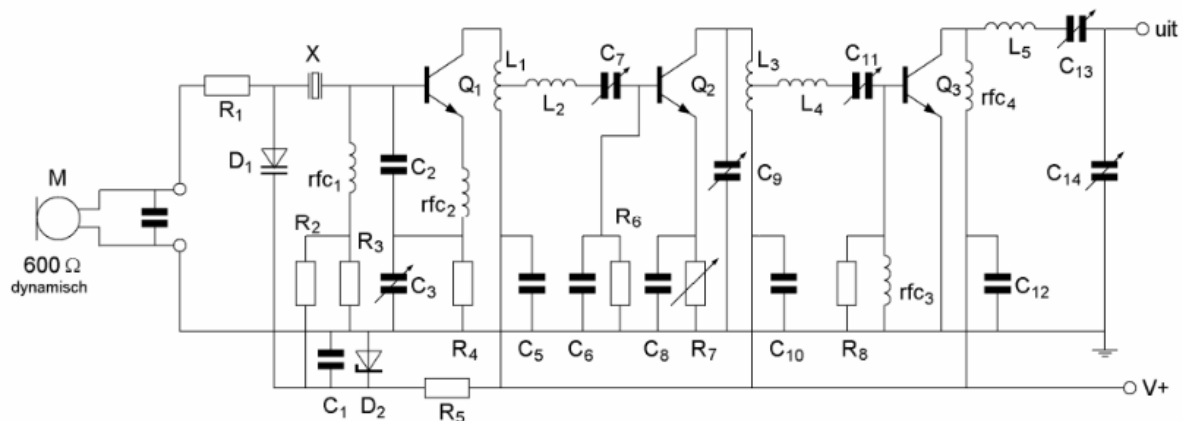 X
R1
D1
M
600 Ω
dynamisch
rfc1
R2
R3
C2
C3
Q1
rfc2
R4
L1
L2
C7
C5
C6
R6
C8
R7
Q2
C9
L3
L4
C11
C10
R8
rfc3
Q3
rfc4
L5
C13
C12
C14
uit
C1
D2
R5
V+